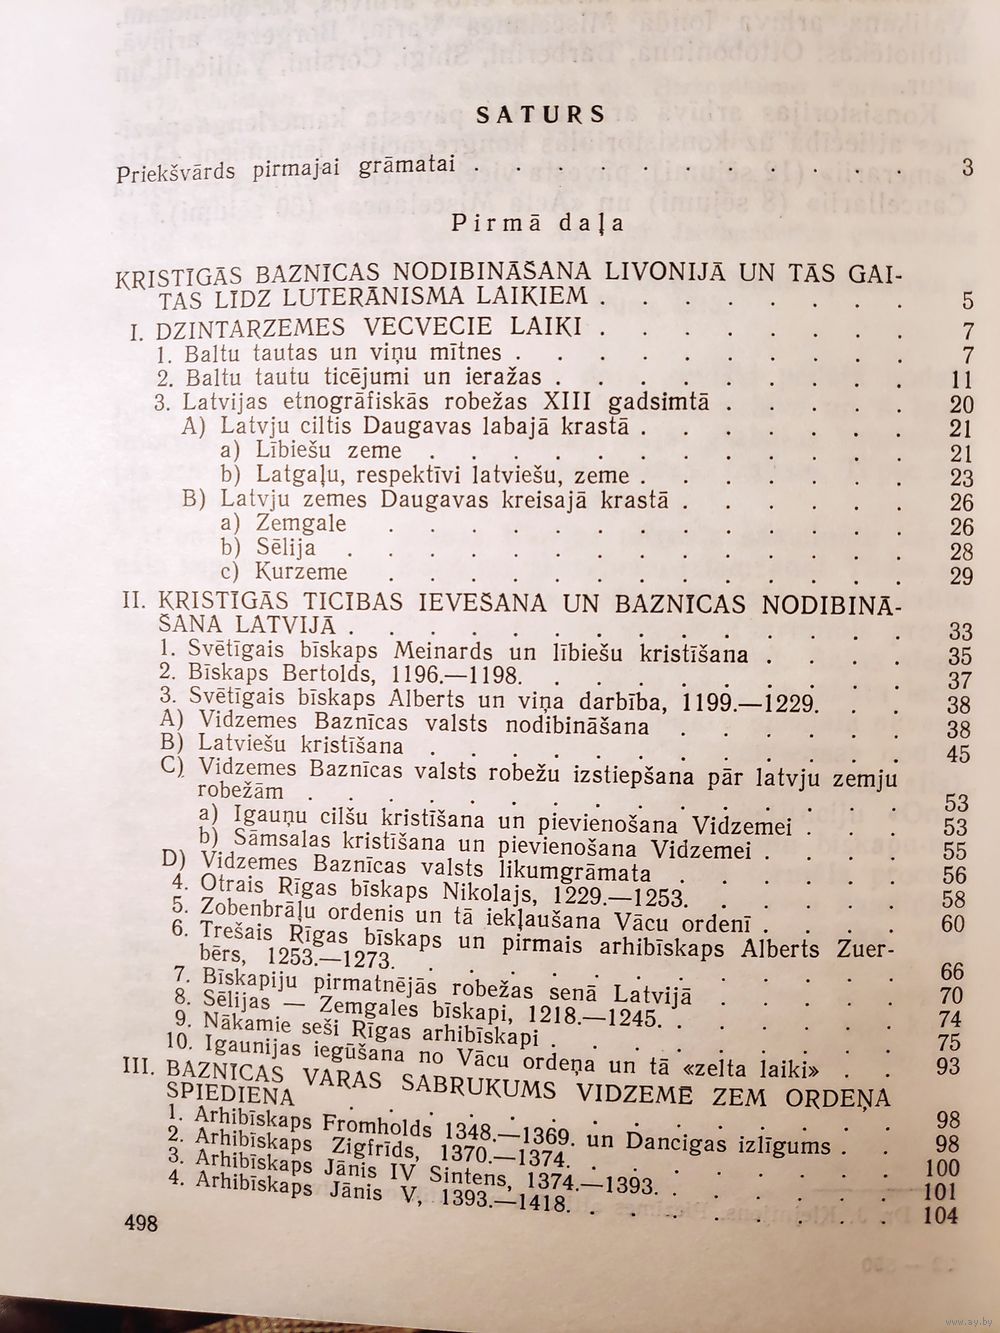 SATURS
Priekšvārds pirmajai grāmatai . . . . . . . . . . 3
Pirmā daļa
KRISTĪGĀS BAZNĪCAS NODIBINĀŠANA LIVONIJĀ UN TĀS GAI-
TAS LĪDZ LUTERĀNISMA LAIKIEM . . . . . . . . 5
I. DZINTARZEMES VECVECIE LAIKI . . . . . . . . 7
1. Baltu tautas un viņu mītnes . . . . . . . . . . 7
2. Baltu tautu ticējumi un ieražas . . . . . . . . . 11
3. Latvijas etnogrāfiskās robežas XIII gadsimtā . . . . . 20
A) Latvju ciltis Daugavas labajā krastā . . . . . . . 21
a) Lībiešu zeme . . . . . . . . . . . . 21
b) Latgaļu, respektīvi latviešu, zeme . . . . . . . 23
B) Latvju zemes Daugavas kreisajā krastā . . . . . . 26
a) Zemgale . . . . . . . . . . . . . 26
b) Sēlija . . . . . . . . . . . . . . 28
c) Kurzeme . . . . . . . . . . . . . 29
II. KRISTĪGĀS TICĪBAS IEVEŠANA UN BAZNĪCAS NODIBINĀ-
ŠANA LATVIJĀ . . . . . . . . . . . . . . 33
1. Svētīgais bīskaps Meinards un lībiešu kristīšana . . . . 35
2. Bīskaps Bertolds, 1196.—1198. . . . . . . . . . 37
3. Svētīgais bīskaps Alberts un viņa darbība, 1199.—1229. . . 38
A) Vidzemes Baznīcas valsts nodibināšana . . . . . . 38
B) Latviešu kristīšana . . . . . . . . . . . . 45
C) Vidzemes Baznīcas valsts robežu izstiepšana pār latvju zemju
robežām . . . . . . . . . . . . . . . 53
a) Igauņu cilšu kristīšana un pievienošana Vidzemei . . . 53
b) Sāmsalas kristīšana un pievienošana Vidzemei . . . . 55
D) Vidzemes Baznīcas valsts likumgrāmata . . . . . . 56
4. Otrais Rīgas bīskaps Nikolajs, 1229.—1253. . . . . . 58
5. Zobenbrāļu ordenis un tā iekļaušana Vācu ordenī . . . . 60
6. Trešais Rīgas bīskaps un pirmais arhibīskaps Alberts Zuer-
bērs, 1253.—1273. . . . . . . . . . . . . 66
7. Bīskapiju pirmatnējās robežas senā Latvijā . . . . . 70
8. Sēlijas — Zemgales bīskapi, 1218.—1245. . . . . . . 74
9. Nākamie seši Rīgas arhibīskapi . . . . . . . . . 75
10. Igaunijas iegūšana no Vācu ordeņa un tā «zelta laiki» . . 93
III. BAZNĪCAS VARAS SABRUKUMS VIDZEMĒ ZEM ORDEŅA
SPIEDIENA . . . . . . . . . . . . . . . 98
1. Arhibīskaps Fromholds 1348.—1369. un Dancigas izlīgums . . 98
2. Arhibīskaps Zigfrīds, 1370.—1374. . . . . . . . . 100
3. Arhibīskaps Jānis IV Sintens, 1374.—1393. . . . . . . 101
4. Arhibīskaps Jānis V, 1393.—1418. . . . . . . . . 104
498
www.ay.by